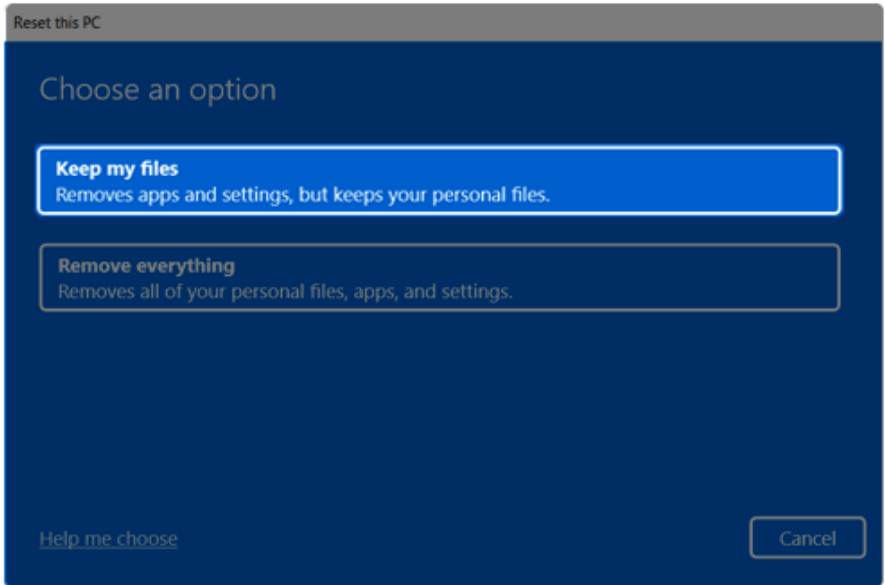 Reset this PC
Choose an option
Keep my files
Removes apps and settings, but keeps your personal files.
Remove everything
Removes all of your personal files, apps, and settings.
Help me choose
Cancel